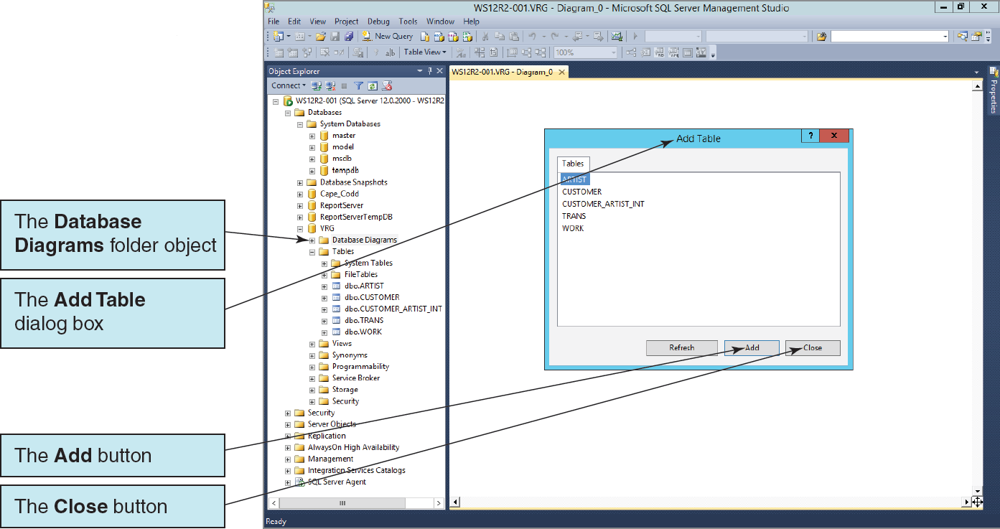 WS12R2-001.VRG - Diagram_0 - Microsoft SQL Server Management Studio
File Edit View Project Debug Tools Window Help
New Query
Table View
100%
Object Explorer
Connect
WS12R2-001 (SQL Server 12.0.2000 - WS12R2
Databases
System Databases
master
model
msdb
tempdb
Database Snapshots
Cape_Codd
ReportServer
ReportServerTempDB
VRG
Database Diagrams
Tables
System Tables
FileTables
dbo.ARTIST
dbo.CUSTOMER
dbo.CUSTOMER_ARTIST_INT
dbo.TRANS
dbo.WORK
Views
Synonyms
Programmability
Service Broker
Storage
Security
Security
Server Objects
Replication
AlwaysOn High Availability
Management
Integration Services Catalogs
SQL Server Agent
WS12R2-001.VRG - Diagram_0
Properties
Add Table
?
Tables
ARTIST
CUSTOMER
CUSTOMER_ARTIST_INT
TRANS
WORK
Refresh Add Close
Ready
The Database
Diagrams folder object
The Add Table
dialog box
The Add button
The Close button